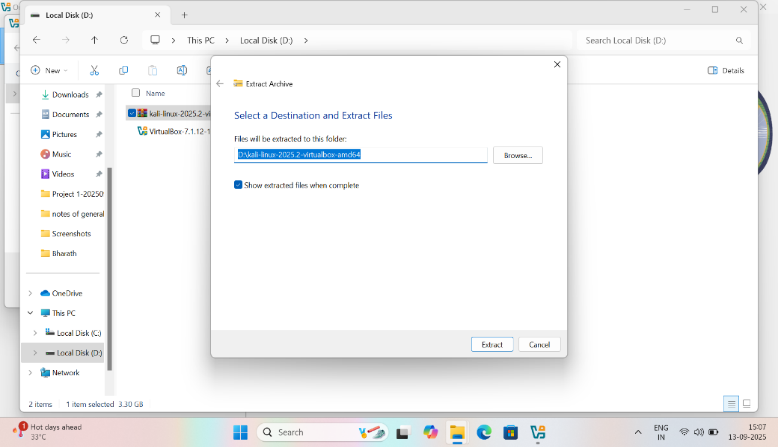 Local Disk (D:)
This PC > Local Disk (D:) >
Search Local Disk (D:)
New
Details
Downloads
Documents
Pictures
Music
Videos
Project 1-20250
notes of general
Screenshots
Bharath
OneDrive
This PC
Local Disk (C:)
Local Disk (D:)
Network
Name
kali-linux-2025.2-vi
VirtualBox-7.1.12-1
Extract Archive
Select a Destination and Extract Files
Files will be extracted to this folder:
D:\kali-linux-2025.2-virtualbox-amd64
Browse...
Show extracted files when complete
Extract
Cancel
2 items
1 item selected 3.30 GB
1
Hot days ahead
33°C
Search
ENG
IN
15:07
13-09-2025